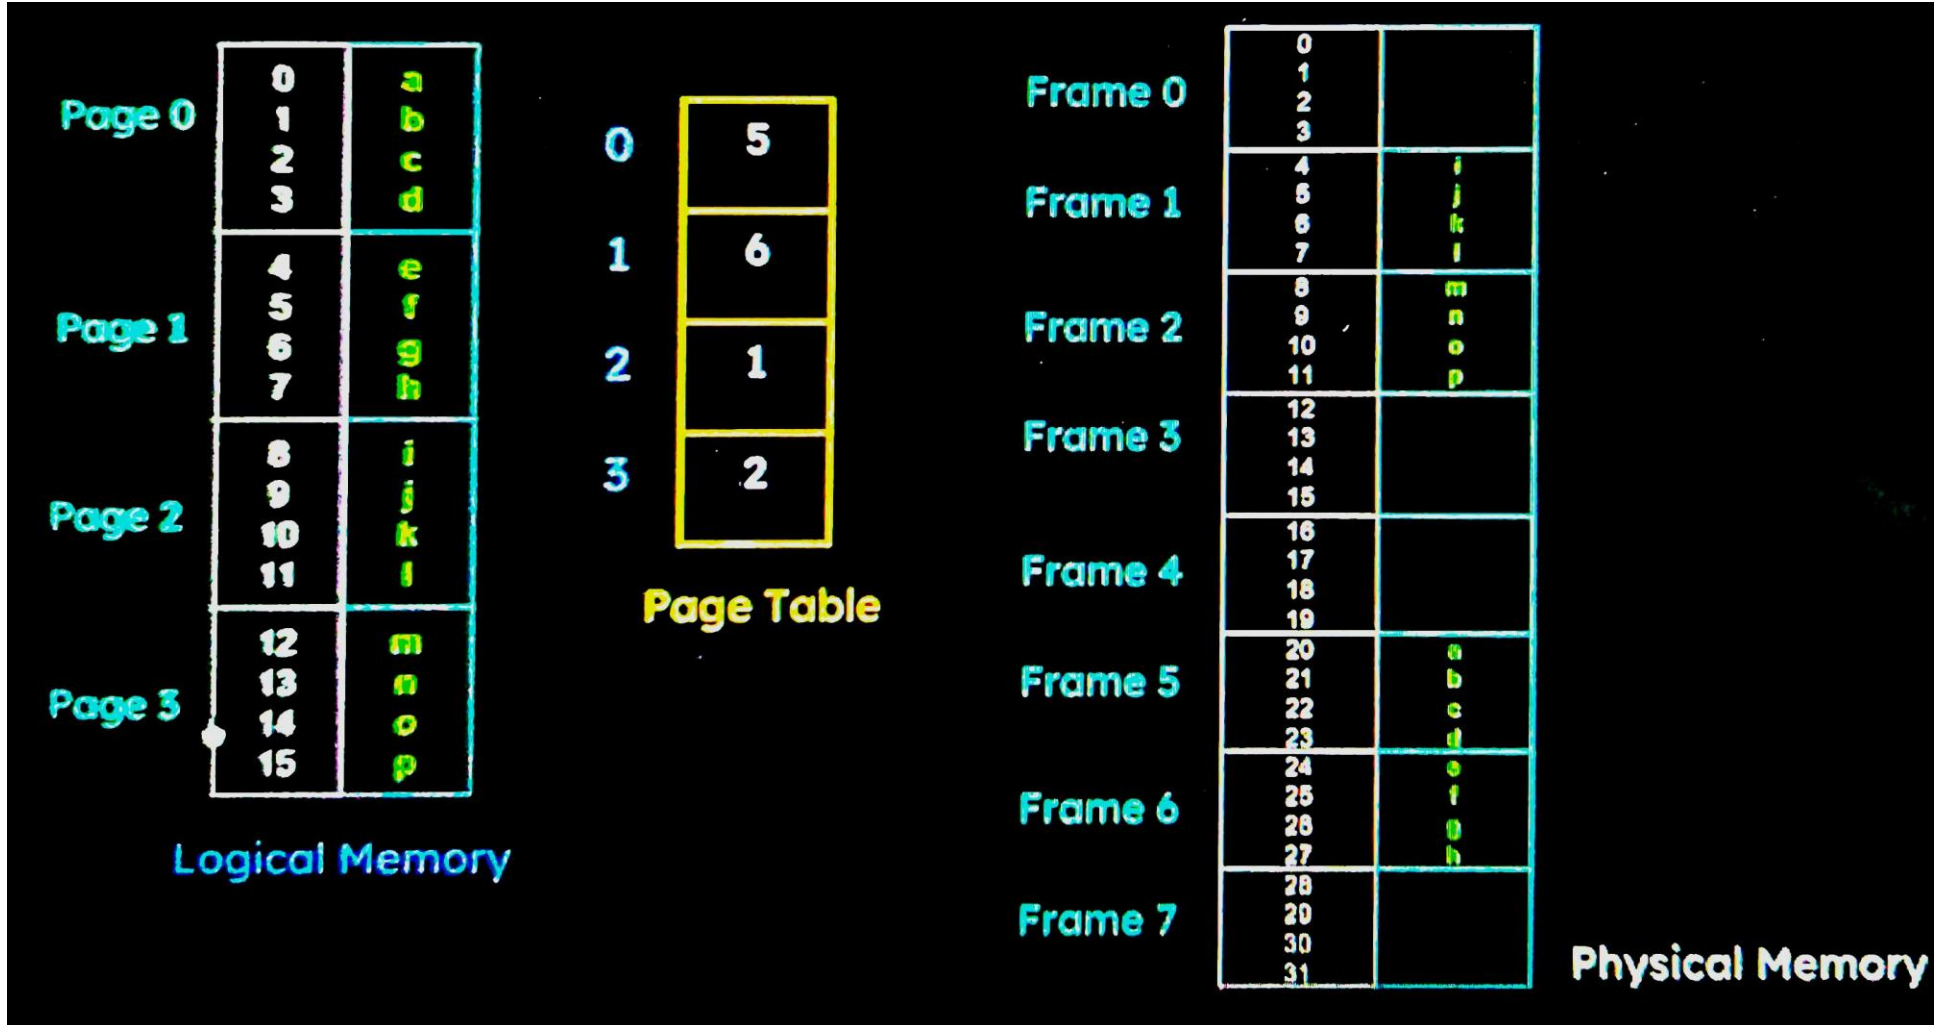 Page 0
0 a
1 b
2 c
3 d
Page 1
4 e
5 f
6 g
7 h
Page 2
8 i
9 j
10 k
11 l
Page 3
12 m
13 n
14 o
15 p
Logical Memory
0 5
1 6
2 1
3 2
Page Table
Frame 0
0
1
2
3
Frame 1
4 i
5 j
6 k
7 l
Frame 2
8 m
9 n
10 o
11 p
Frame 3
12
13
14
15
Frame 4
16
17
18
19
Frame 5
20 a
21 b
22 c
23 d
Frame 6
24 e
25 f
26 g
27 h
Frame 7
28
29
30
31
Physical Memory